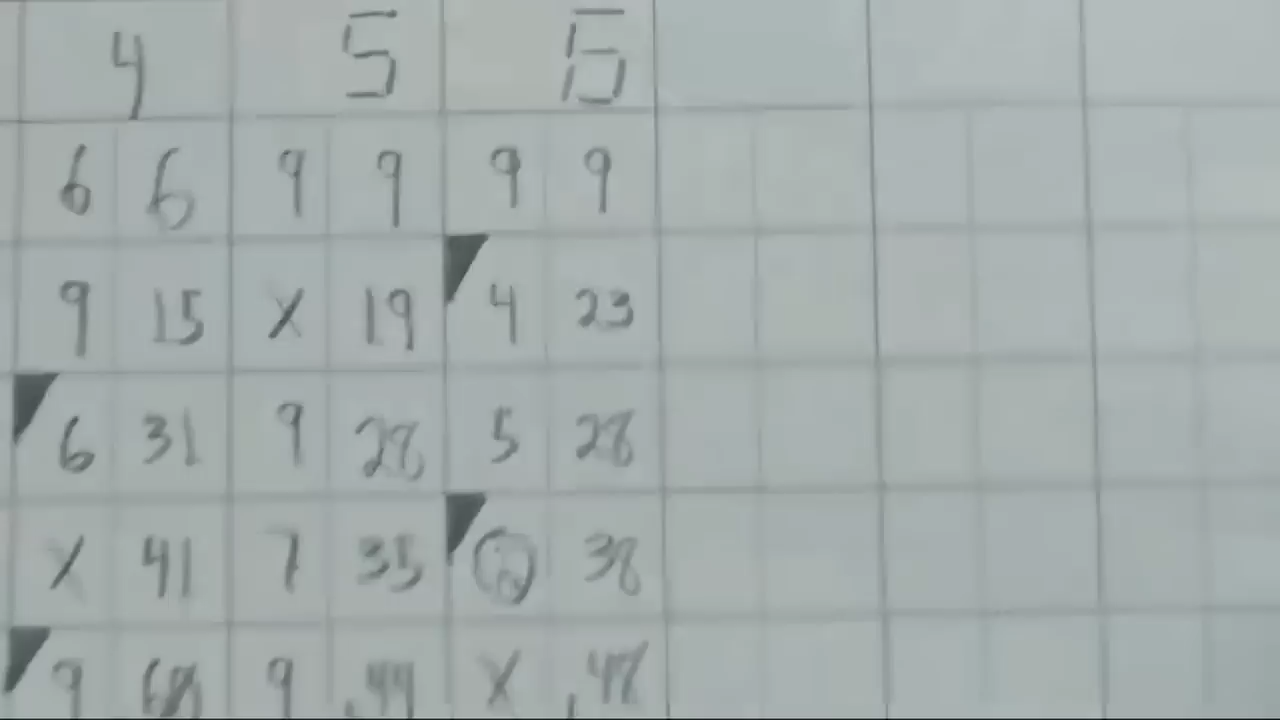 4 5 5
6 6 9 9 9 9
9 15 X 19 4 23
6 31 9 28 5 28
X 41 7 35 38
9 9 .44 X